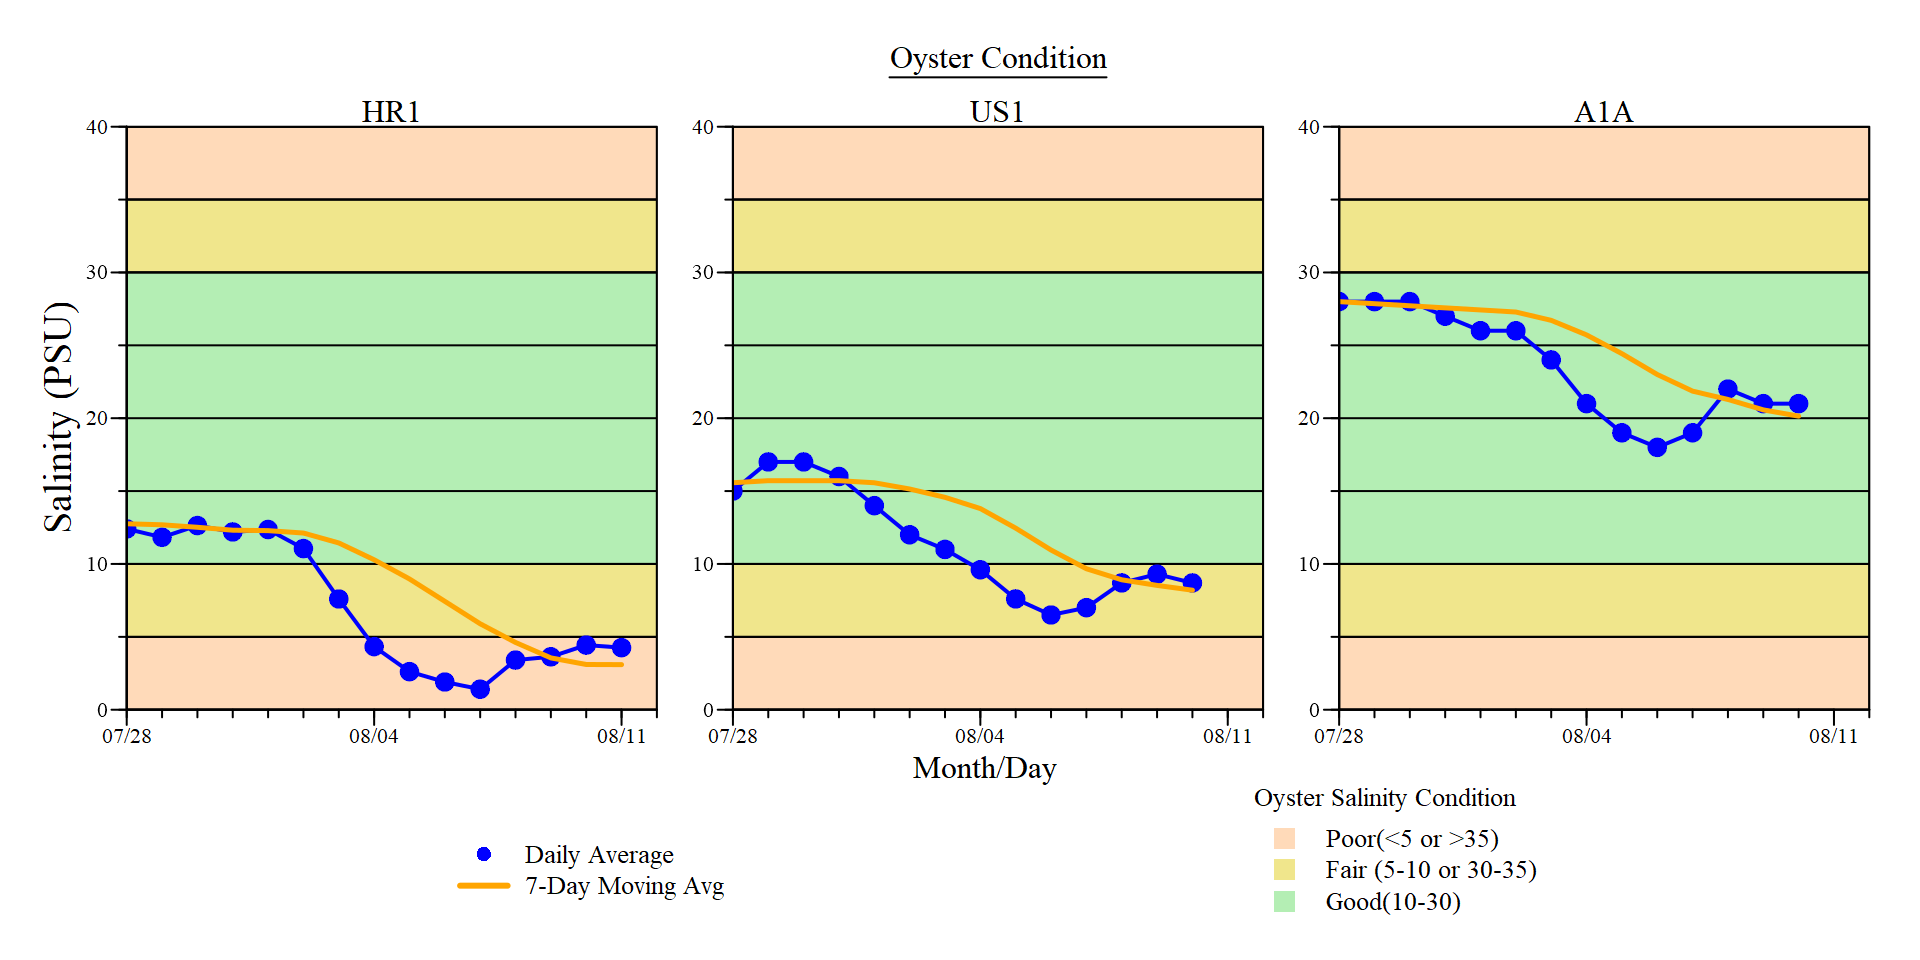 Oyster Condition
HR1
US1
A1A
Salinity (PSU)
40
30
20
10
0
07/28
08/04
08/11
40
30
20
10
0
07/28
08/04
08/11
40
30
20
10
0
07/28
08/04
08/11
Month/Day
Daily Average
7-Day Moving Avg
Oyster Salinity Condition
Poor(<5 or >35)
Fair (5-10 or 30-35)
Good(10-30)